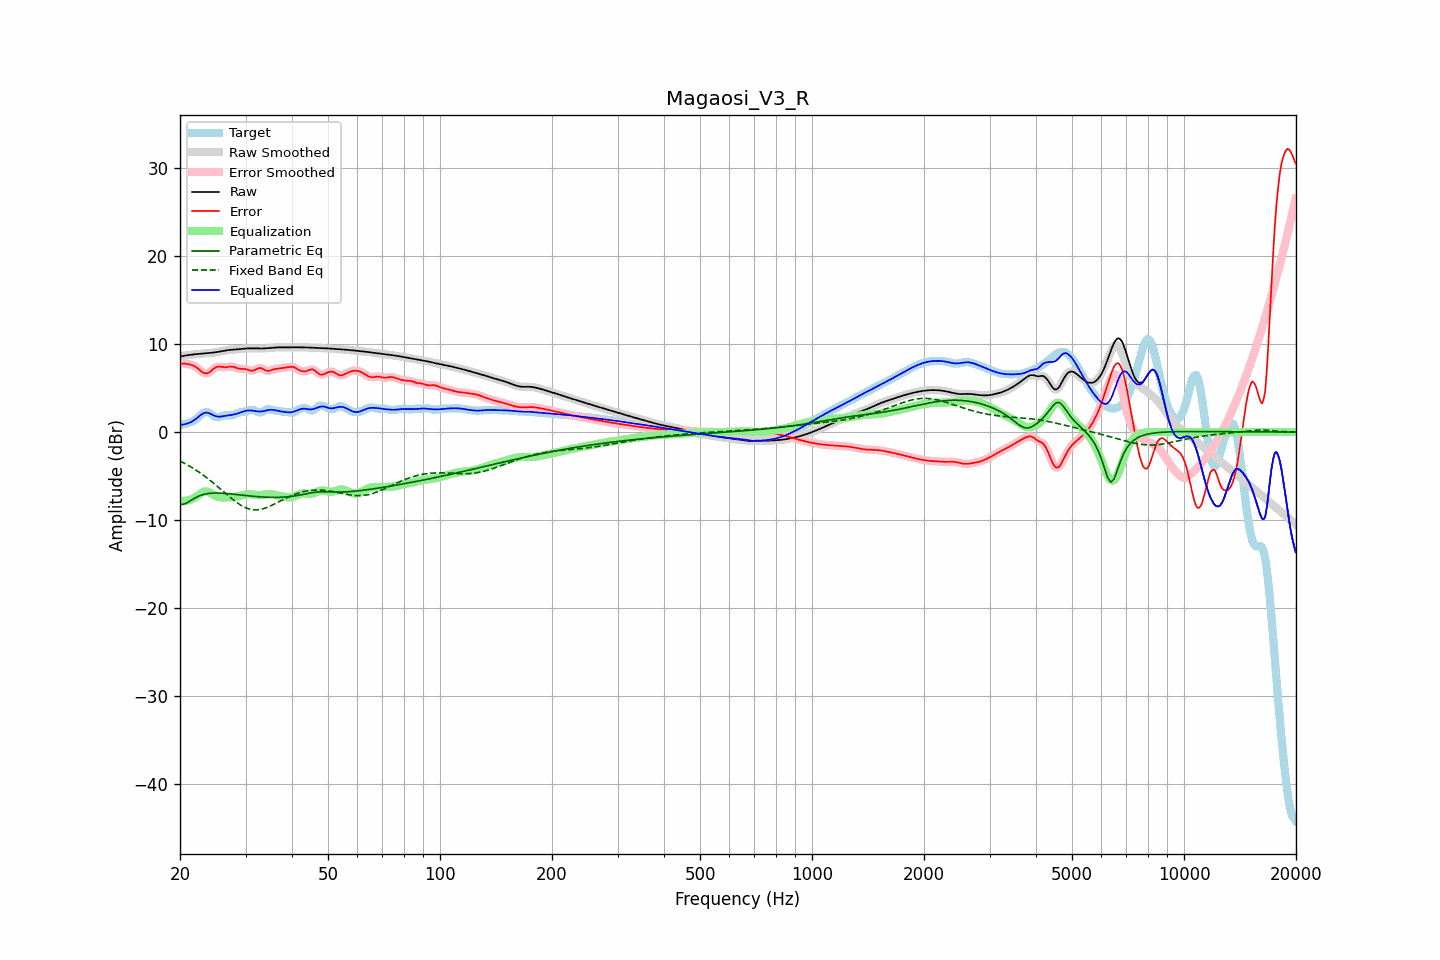 Magaosi_V3_R
Target
Raw Smoothed
Error Smoothed
Raw
Error
Equalization
Parametric Eq
Fixed Band Eq
Equalized
30
20
10
0
−10
−20
−30
−40
Amplitude (dBr)
20 50 100 200 500 1000 2000 5000 10000 20000
Frequency (Hz)